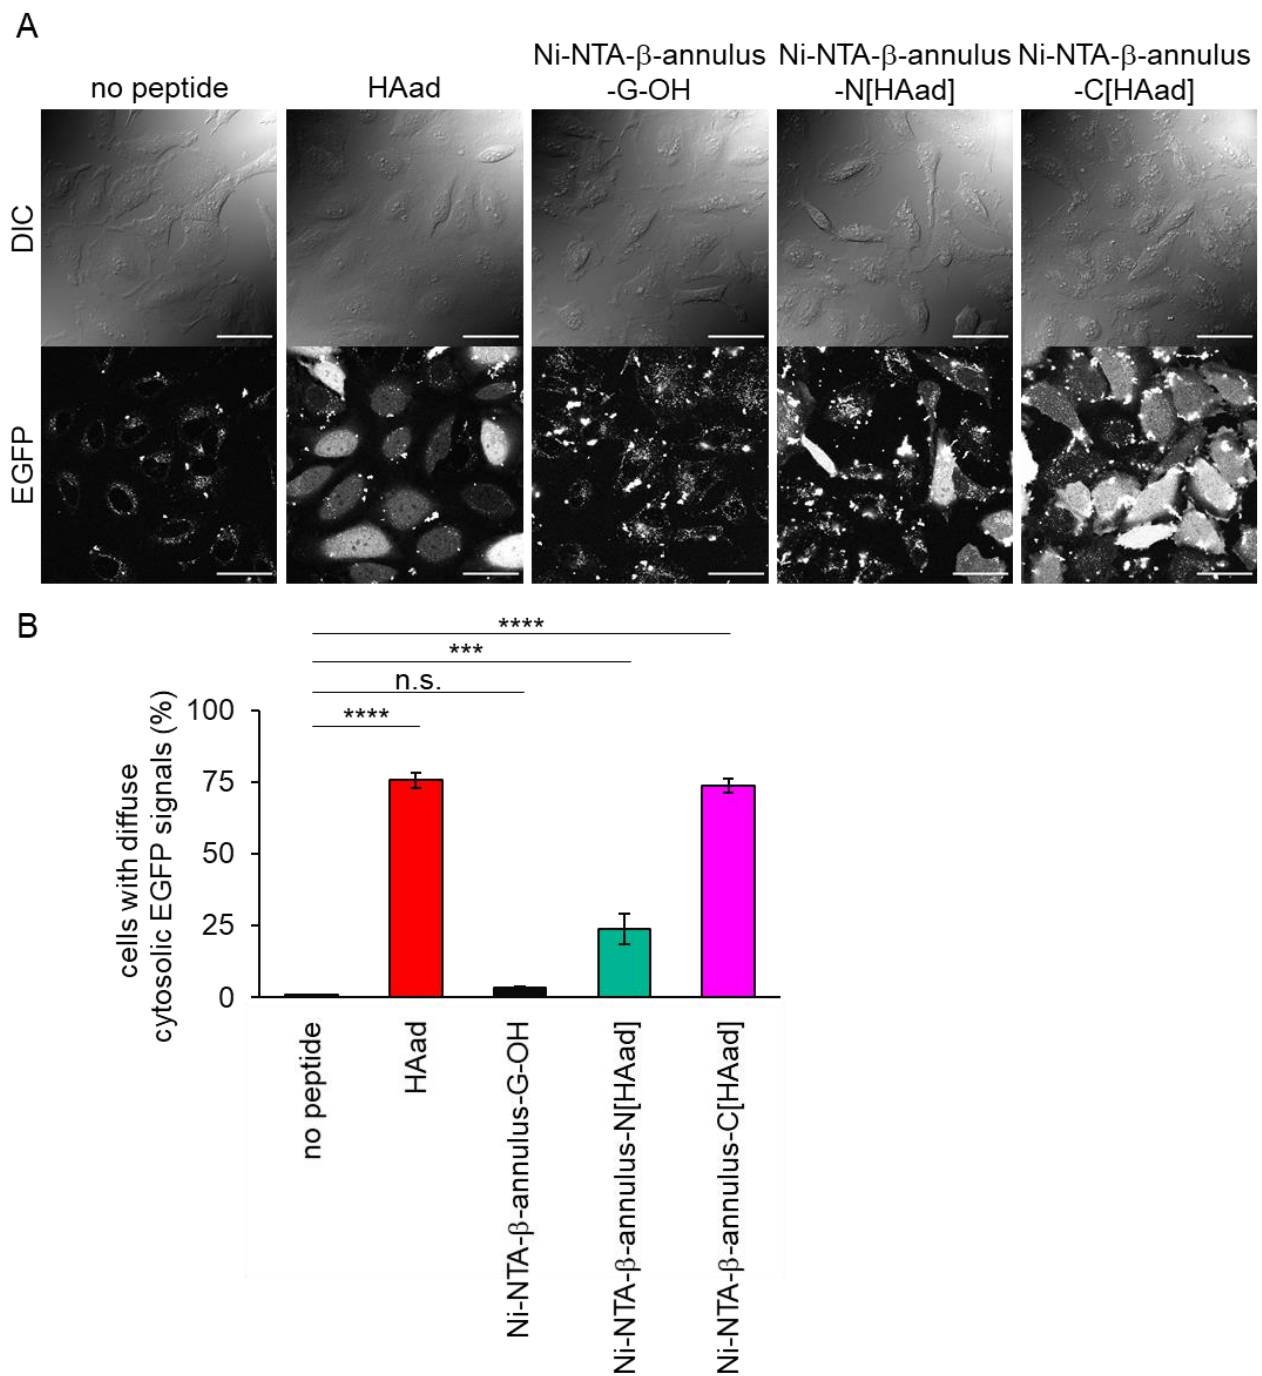 A
no peptide
HAad
Ni-NTA-β-annulus
-G-OH
Ni-NTA-β-annulus
-N[HAad]
Ni-NTA-β-annulus
-C[HAad]
DIC
EGFP
B
****
***
n.s.
****
cells with diffuse
cytosolic EGFP signals (%)
100
75
50
25
0
no peptide
HAad
Ni-NTA-β-annulus-G-OH
Ni-NTA-β-annulus-N[HAad]
Ni-NTA-β-annulus-C[HAad]